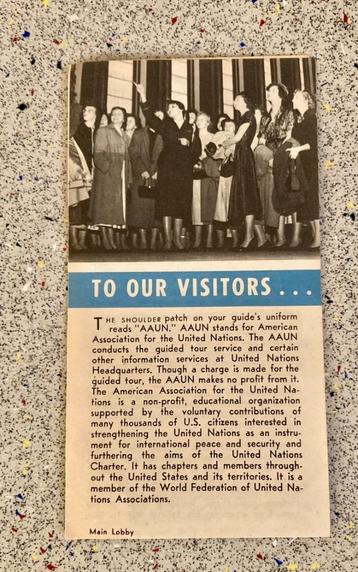 TO OUR VISITORS . . .
THE SHOULDER patch on your guide's uniform
reads "AAUN." AAUN stands for American
Association for the United Nations. The AAUN
conducts the guided tour service and certain
other information services at United Nations
Headquarters. Though a charge is made for the
guided tour, the AAUN makes no profit from it.
The American Association for the United Na-
tions is a non-profit, educational organization
supported by the voluntary contributions of
many thousands of U.S. citizens interested in
strengthening the United Nations as an instru-
ment for international peace and security and
furthering the aims of the United Nations
Charter. It has chapters and members through-
out the United States and its territories. It is a
member of the World Federation of United Na-
tions Associations.
Main Lobby